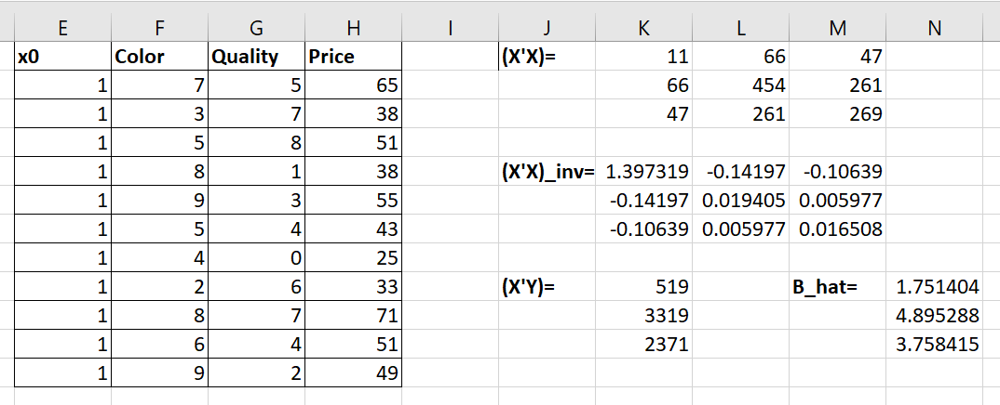 E F G H I J K L M N
x0 Color Quality Price (X'X)= 11 66 47
1 7 5 65 66 454 261
1 3 7 38 47 261 269
1 5 8 51
1 8 1 38 (X'X)_inv= 1.397319 -0.14197 -0.10639
1 9 3 55 -0.14197 0.019405 0.005977
1 5 4 43 -0.10639 0.005977 0.016508
1 4 0 25
1 2 6 33 (X'Y)= 519 B_hat= 1.751404
1 8 7 71 3319 4.895288
1 6 4 51 2371 3.758415
1 9 2 49